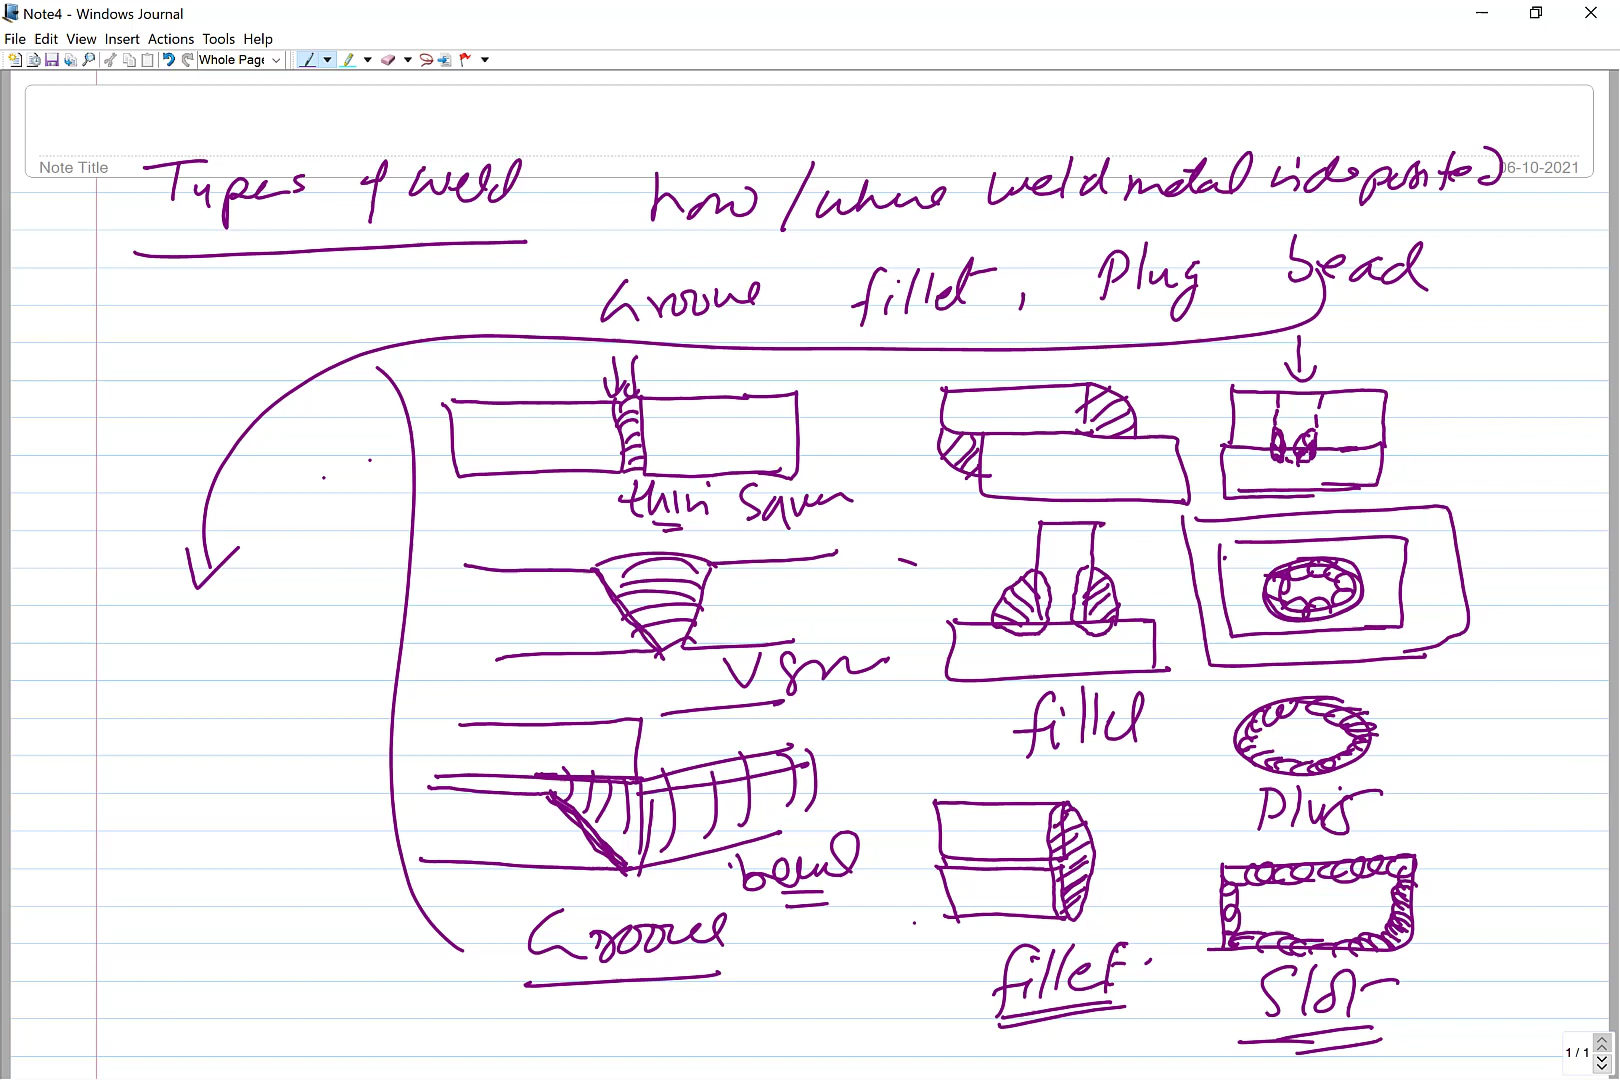 Note4 - Windows Journal
File Edit View Insert Actions Tools Help
Whole Page
Note Title
06-10-2021
Types of weld how/where weld metal is deposited
Groove fillet, Plug bead
thin Square
V
bevel
Groove
fillet
fillet
Plug
Slot
1 / 1